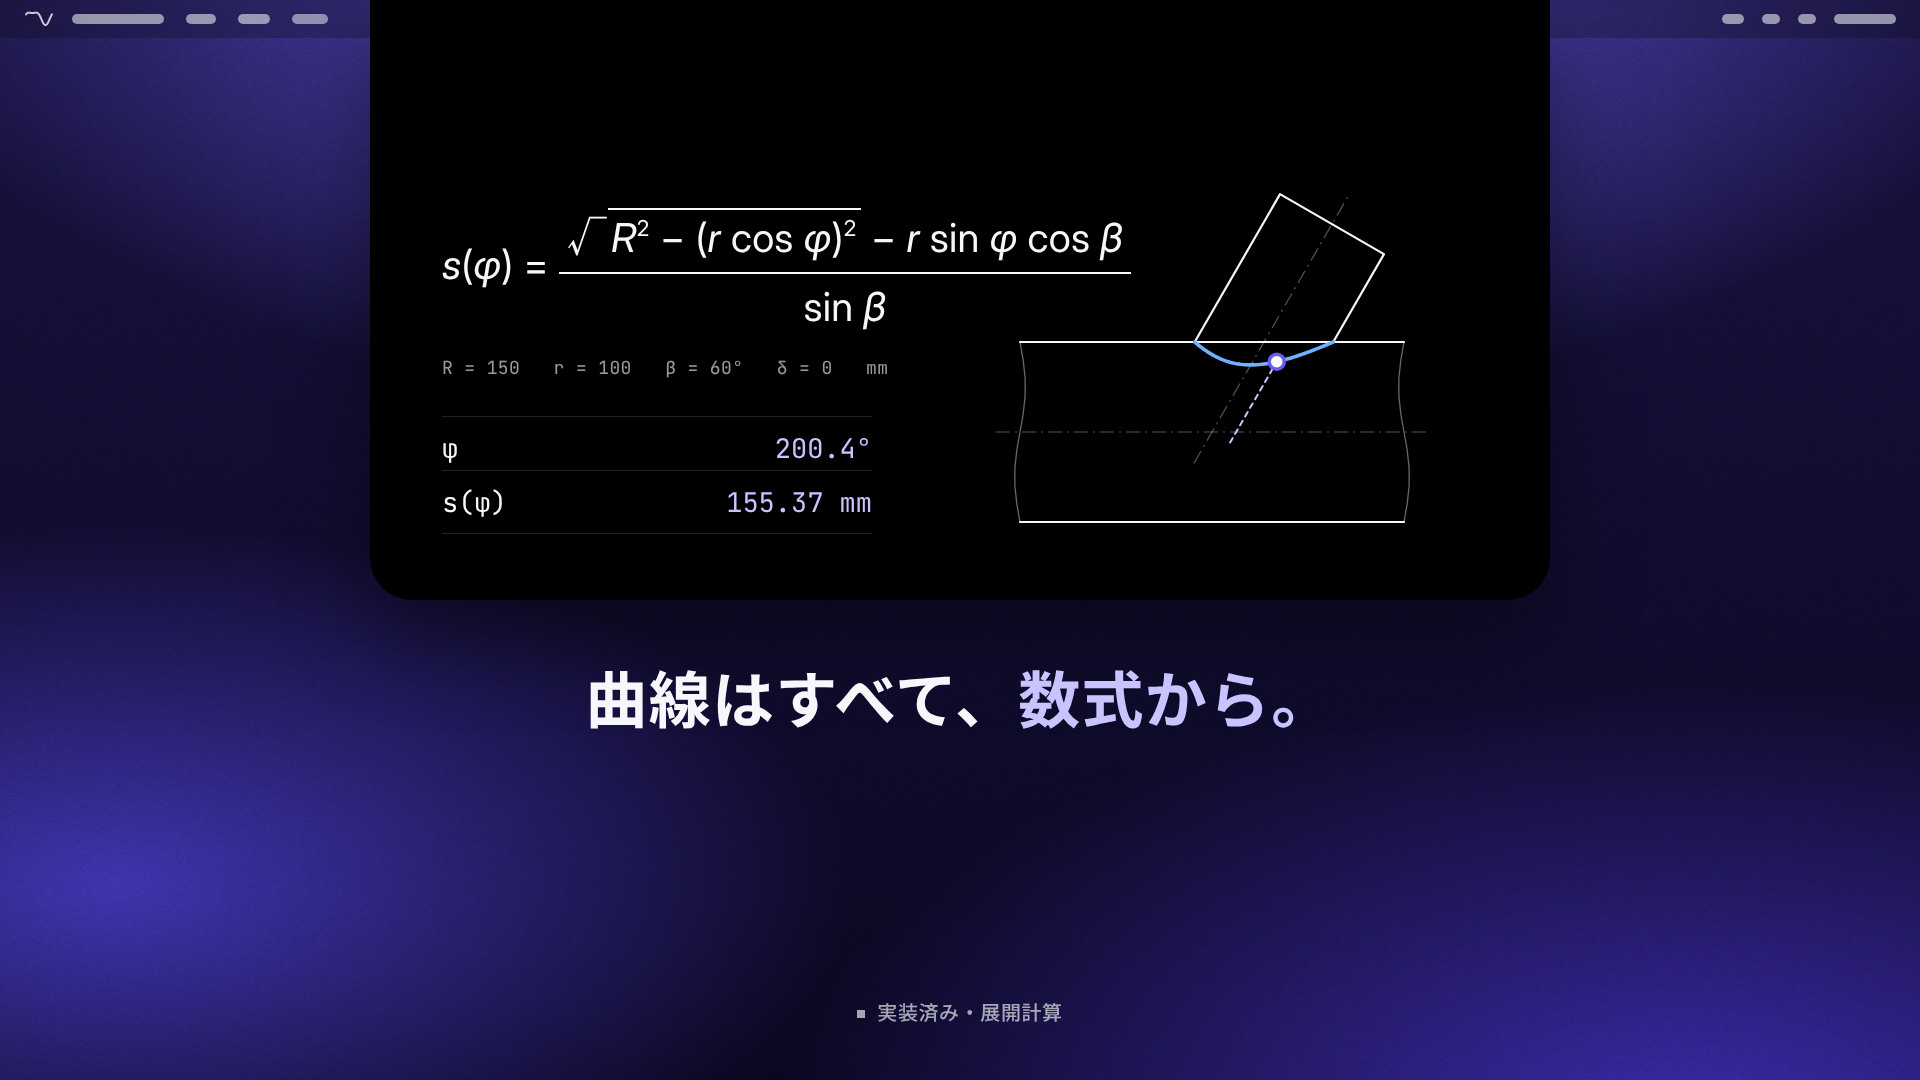 s(φ) = √R² − (r cos φ)² − r sin φ cos β
sin β
R = 150 r = 100 β = 60° δ = 0 mm
φ 200.4°
s(φ) 155.37 mm
曲線はすべて、数式から。
実装済み・展開計算